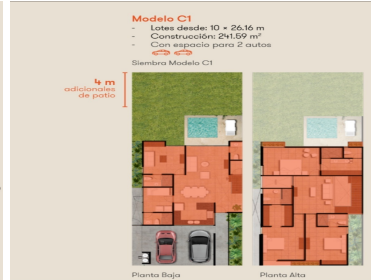 Modelo C1
- Lotes desde: 10 × 26.16 m
- Construcción: 241.59 m²
- Con espacio para 2 autos
Siembra Modelo C1
4 m
adicionales
de patio
Planta Baja
Planta Alta